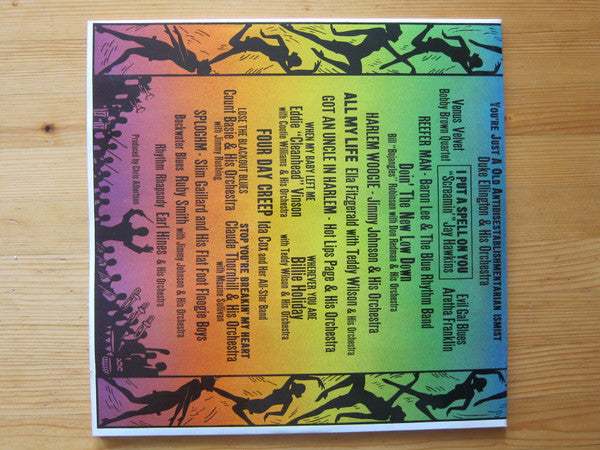 YOU'RE JUST A OLD ANTIDISESTABLISHMENTARIAN ISMIST
Duke Ellington & His Orchestra
Venus Velvet
Bobby Brown Quartet
I PUT A SPELL ON YOU
"Screamin'" Jay Hawkins
Evil Gal Blues
Aretha Franklin
REEFER MAN - Baron Lee & The Blue Rhythm Band
Doin' The New Low Down
Bill "Bojangles" Robinson with Don Redman & His Orchestra
HARLEM WOOGIE - Jimmy Johnson & His Orchestra
ALL MY LIFE Ella Fitzgerald with Teddy Wilson & His Orchestra
GOT AN UNCLE IN HARLEM - Hot Lips Page & His Orchestra
WHEN MY BABY LEFT ME
Eddie "Cleanhead" Vinson
with Cootie Williams & His Orchestra
WHEREVER YOU ARE
Billie Holiday
with Teddy Wilson & His Orchestra
FOUR DAY CREEP Ida Cox and Her All-Star Band
LOSE THE BLACKOUT BLUES
Count Basie & His Orchestra
with Jimmy Rushing
STOP YOU'RE BREAKIN' MY HEART
Claude Thornhill & His Orchestra
with Maxine Sullivan
SPLOGHM - Slim Gaillard and His Flat Foot Floogie Boys
Backwater Blues Ruby Smith with Jimmy Johnson & His Orchestra
Rhythm Rhapsody Earl Hines & His Orchestra
Produced by Chris Albertson